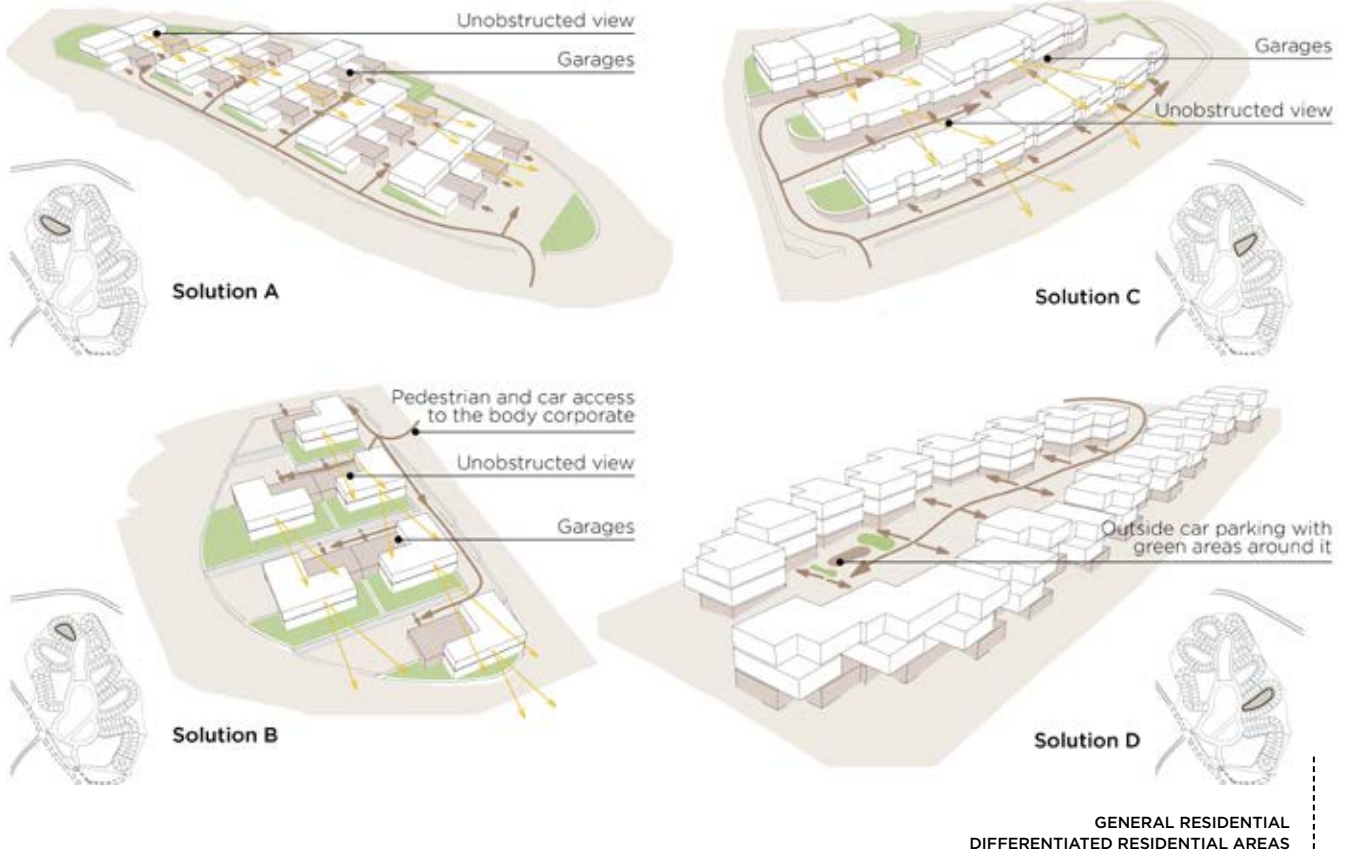 Unobstructed view
Garages
Solution A
Garages
Unobstructed view
Solution C
Pedestrian and car access
to the body corporate
Unobstructed view
Garages
Solution B
Outside car parking with
green areas around it
Solution D
GENERAL RESIDENTIAL
DIFFERENTIATED RESIDENTIAL AREAS